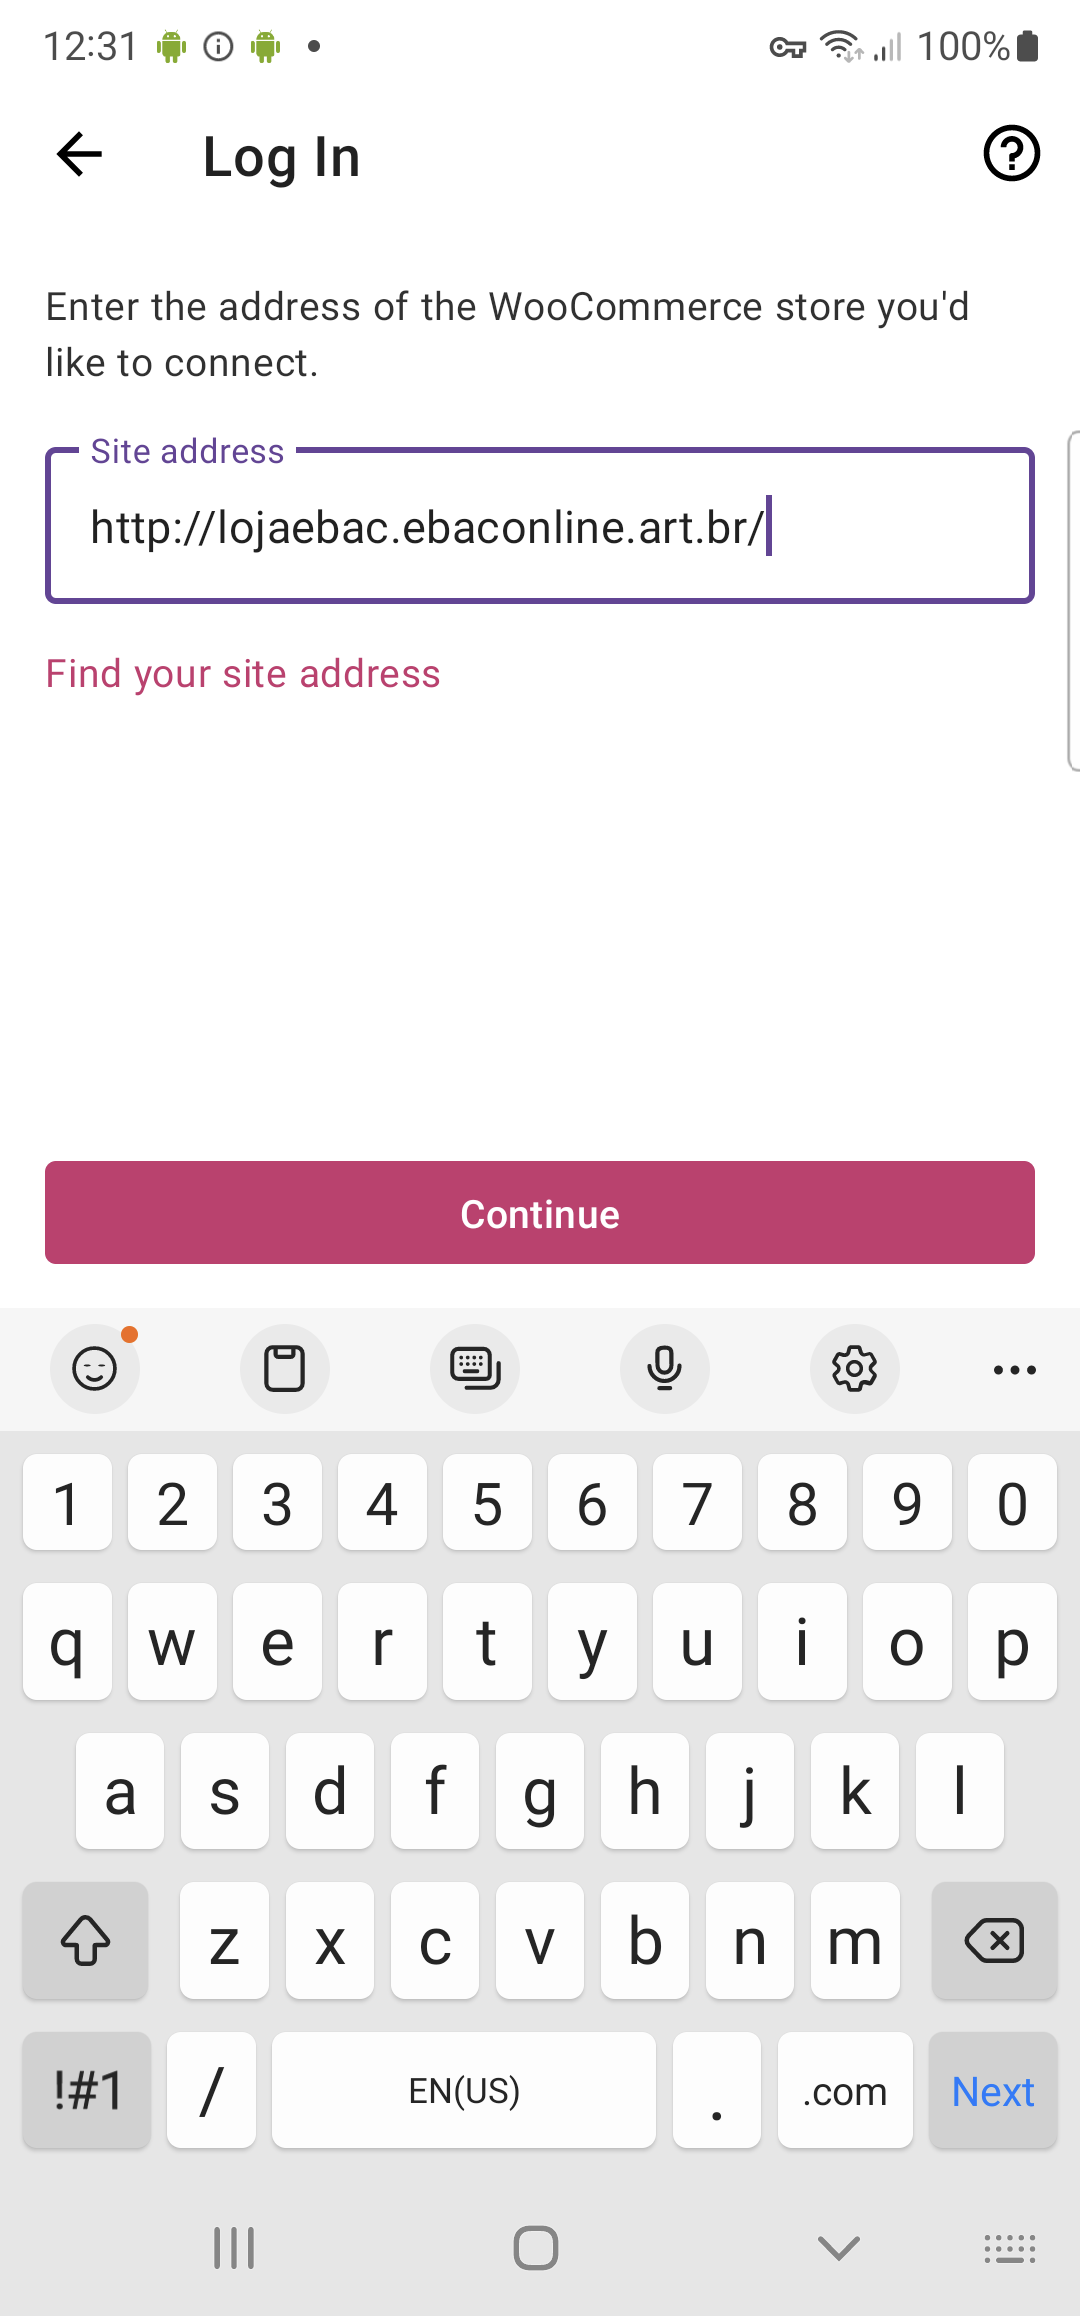 12:31 100%
Log In
Enter the address of the WooCommerce store you'd
like to connect.
Site address
http://lojaebac.ebaconline.art.br/
Find your site address
Continue
1 2 3 4 5 6 7 8 9 0
q w e r t y u i o p
a s d f g h j k l
z x c v b n m
!#1 / EN(US) . .com Next